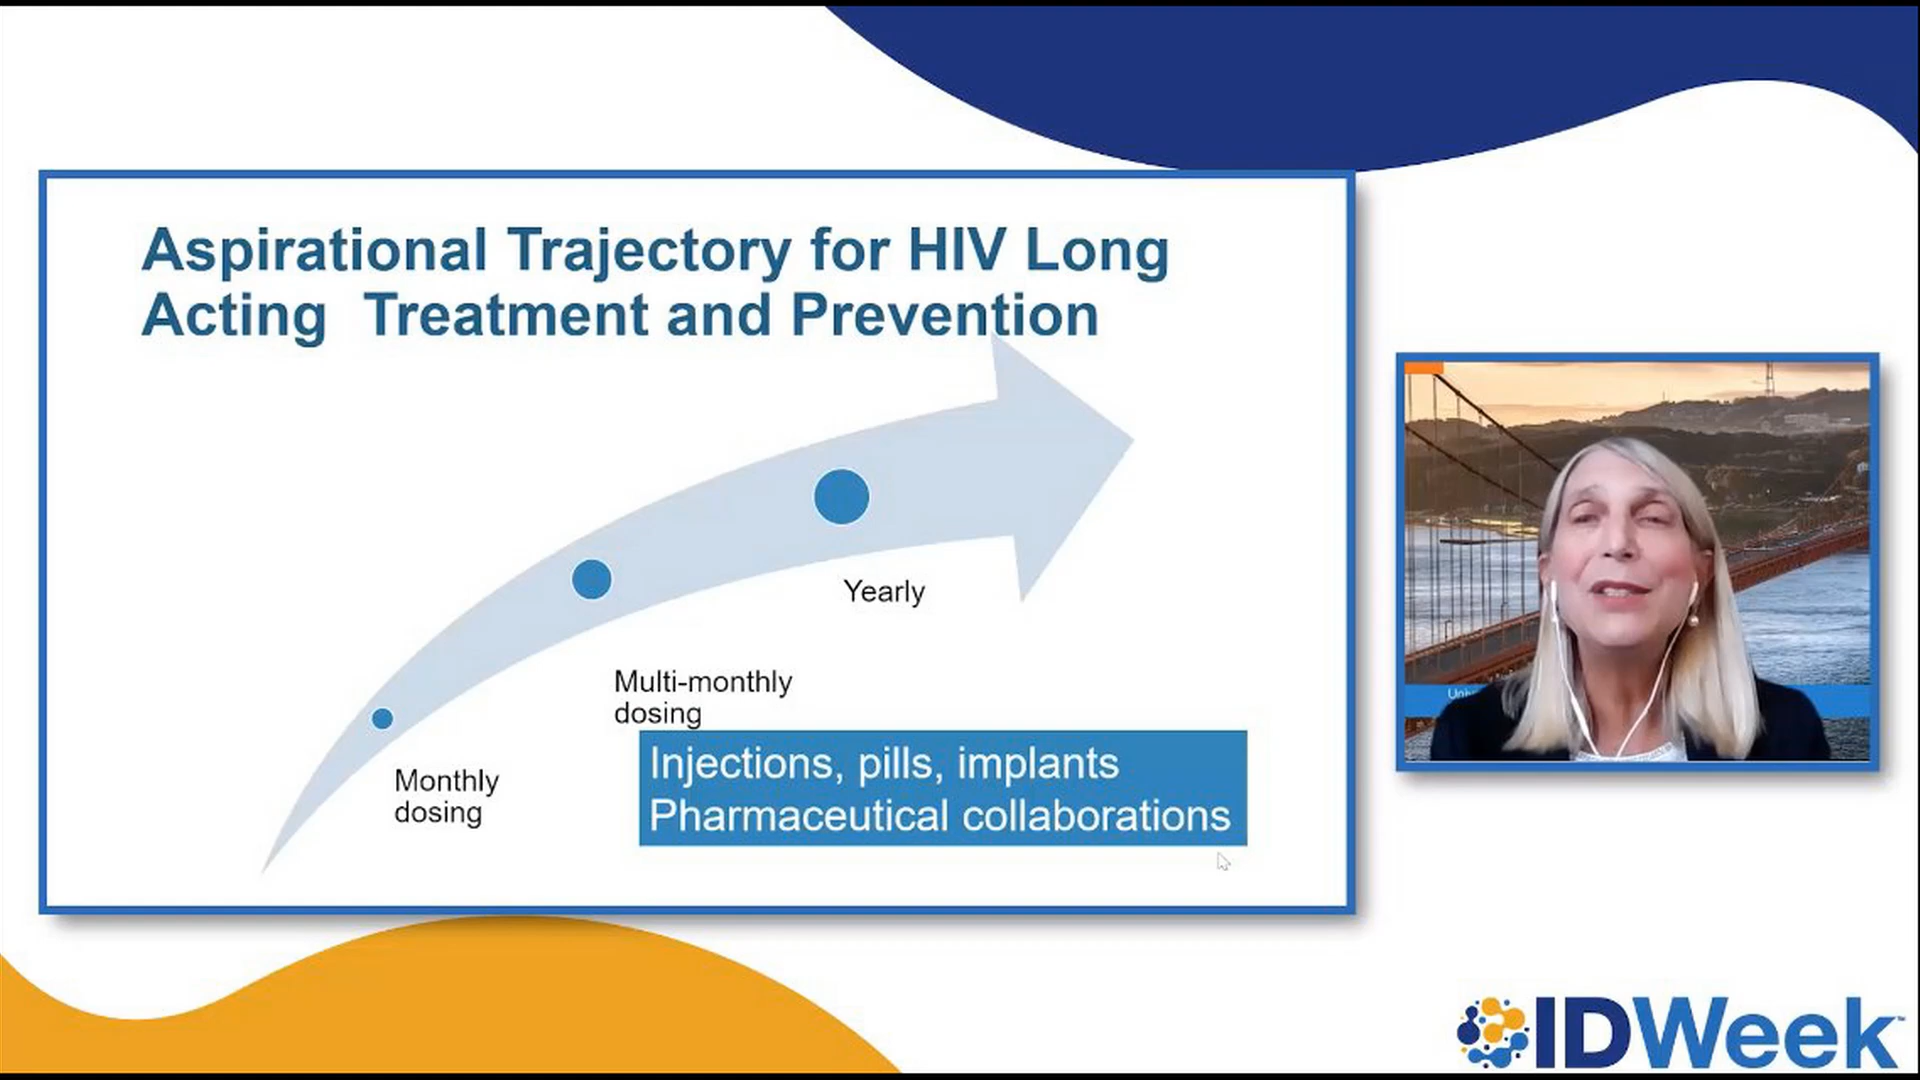 Aspirational Trajectory for HIV Long
Acting Treatment and Prevention
Yearly
Multi-monthly
dosing
Monthly
dosing
Injections, pills, implants
Pharmaceutical collaborations
IDWeek™